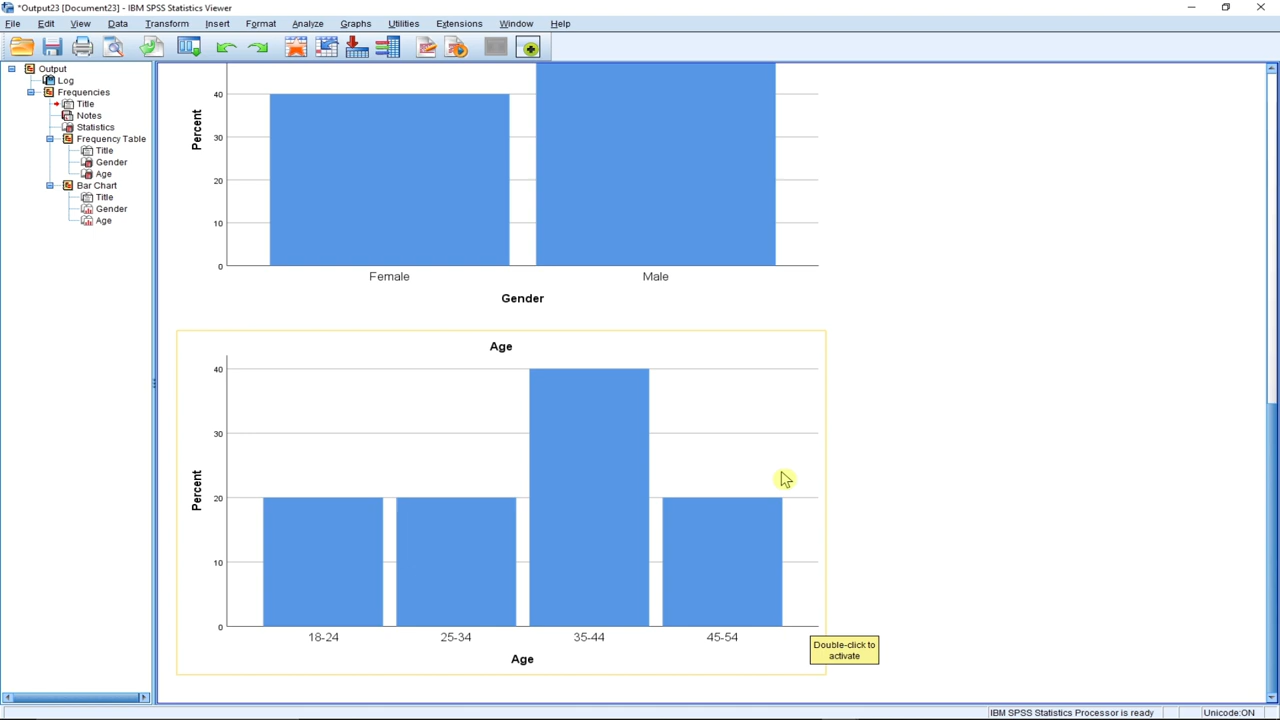 *Output23 [Document23] - IBM SPSS Statistics Viewer
File Edit View Data Transform Insert Format Analyze Graphs Utilities Extensions Window Help
Output
Log
Frequencies
Title
Notes
Statistics
Frequency Table
Title
Gender
Age
Bar Chart
Title
Gender
Age
Percent
40
30
20
10
0
Female Male
Gender
Age
Percent
40
30
20
10
0
18-24 25-34 35-44 45-54
Age
Double-click to
activate
IBM SPSS Statistics Processor is ready Unicode:ON